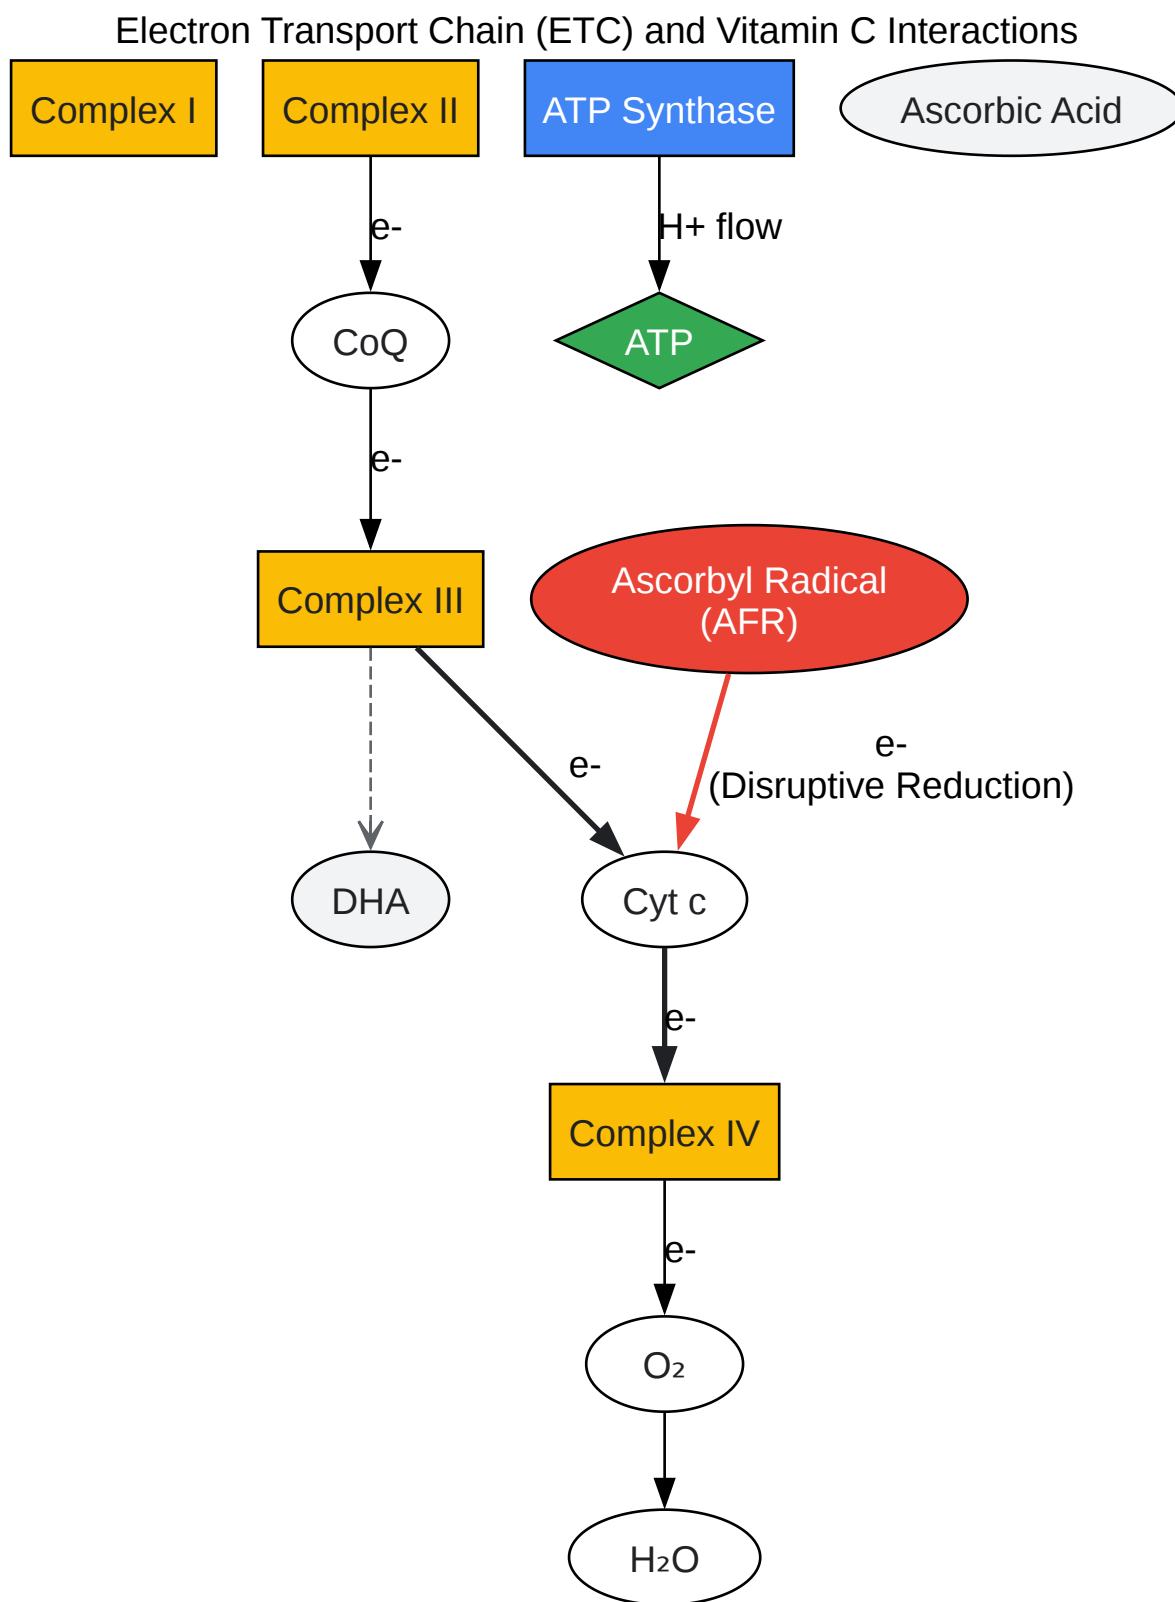 Electron Transport Chain (ETC) and Vitamin C Interactions
Complex I
Complex II
ATP Synthase
Ascorbic Acid
e-
H+ flow
CoQ
ATP
e-
Complex III
Ascorbyl Radical
(AFR)
e-
e-
(Disruptive Reduction)
DHA
Cyt c
e-
Complex IV
e-
O₂
H₂O